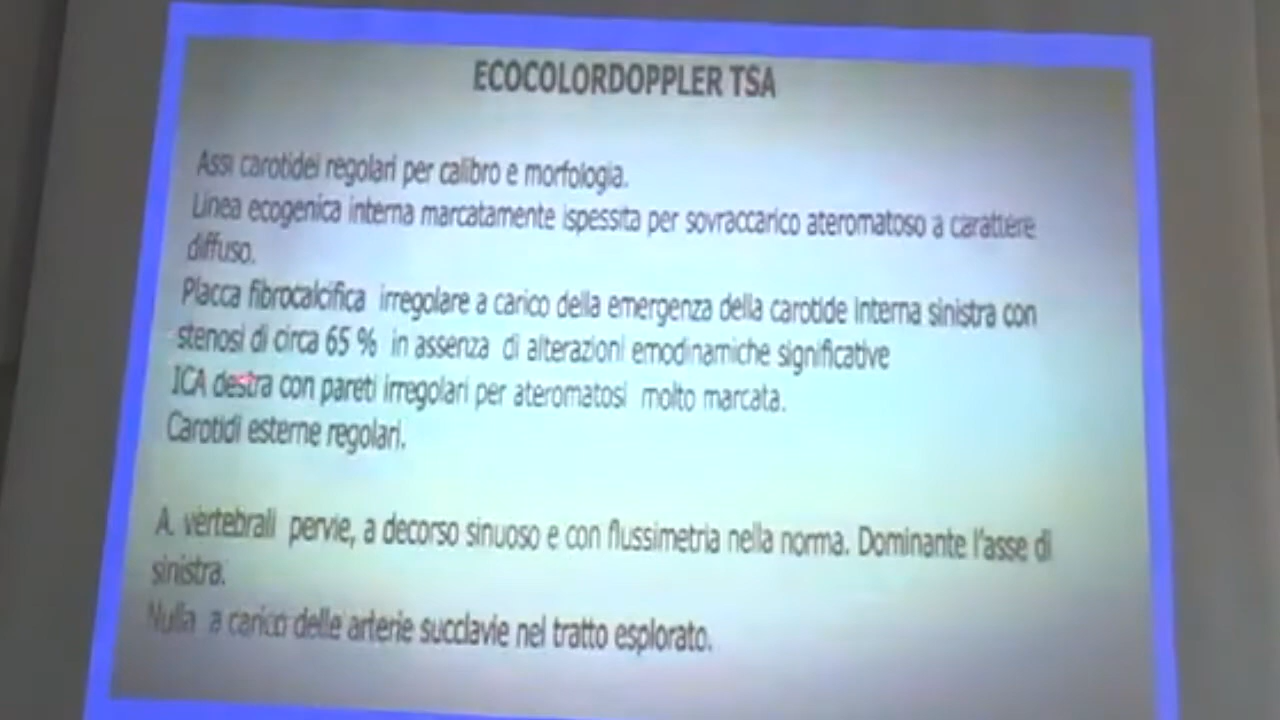 ECOCOLORDOPPLER TSA
Assi carotidei regolari per calibro e morfologia.
Linea ecogenica interna marcatamente ispessita per sovraccarico ateromatoso a carattere
diffuso.
Placca fibrocalcifica irregolare a carico della emergenza della carotide Interna sinistra con
stenosi di circa 65 % in assenza di alterazioni emodinamiche significative
ICA destra con pareti irregolari per ateromatosi molto marcata.
Carotidi esterne regolari.
A. vertebrali pervie, a decorso sinuoso e con flussimetria nella norma. Dominante l'asse di
sinistra.
Nulla a carico delle arterie succlavie nel tratto esplorato.